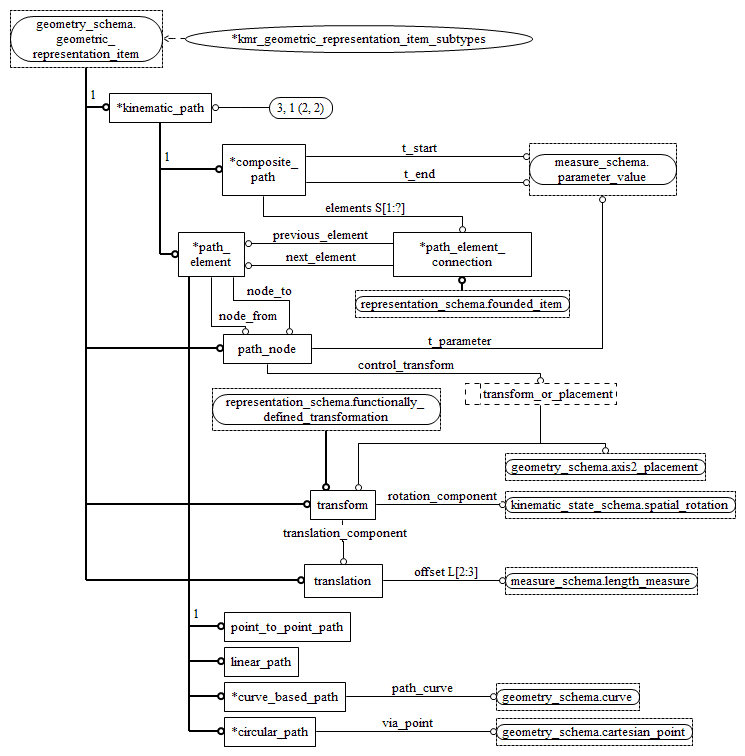 geometry_schema.
geometric_
representation_item
*kmr_geometric_representation_item_subtypes
1
*kinematic_path
3, 1 (2, 2)
1
*composite_
path
t_start
t_end
measure_schema.
parameter_value
elements S[1:?]
*path_
element
previous_element
next_element
*path_element_
connection
representation_schema.founded_item
node_to
node_from
path_node
t_parameter
control_transform
transform_or_placement
representation_schema.functionally_
defined_transformation
geometry_schema.axis2_placement
transform
rotation_component
kinematic_state_schema.spatial_rotation
translation_component
translation
offset L[2:3]
measure_schema.length_measure
1
point_to_point_path
linear_path
*curve_based_path
path_curve
geometry_schema.curve
*circular_path
via_point
geometry_schema.cartesian_point